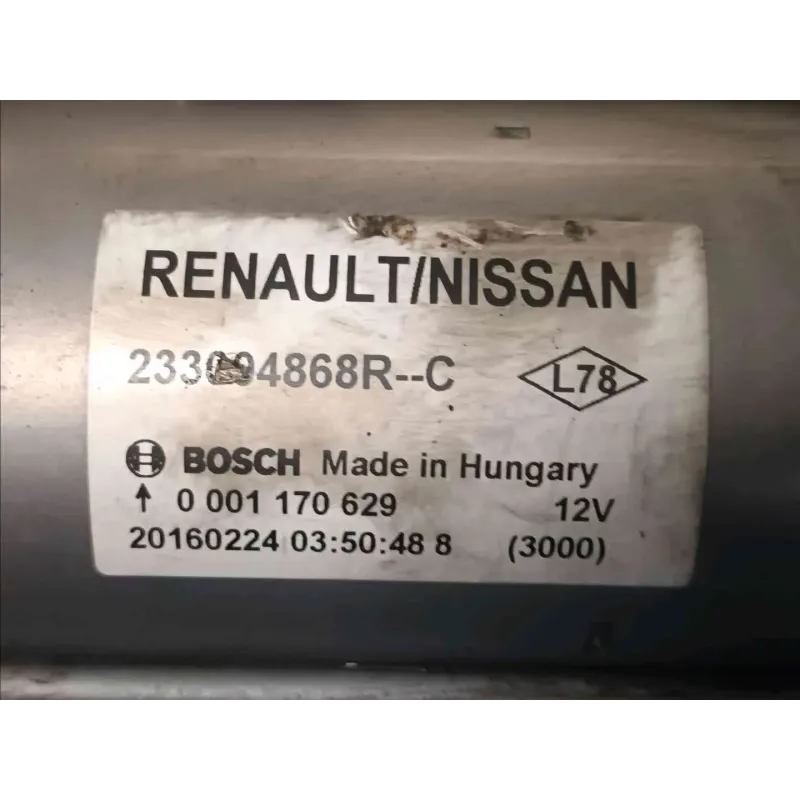 RENAULT/NISSAN
L78
BOSCH Made in Hungary
0 001 170 629 12V
20160224 03:50:48 8 (3000)